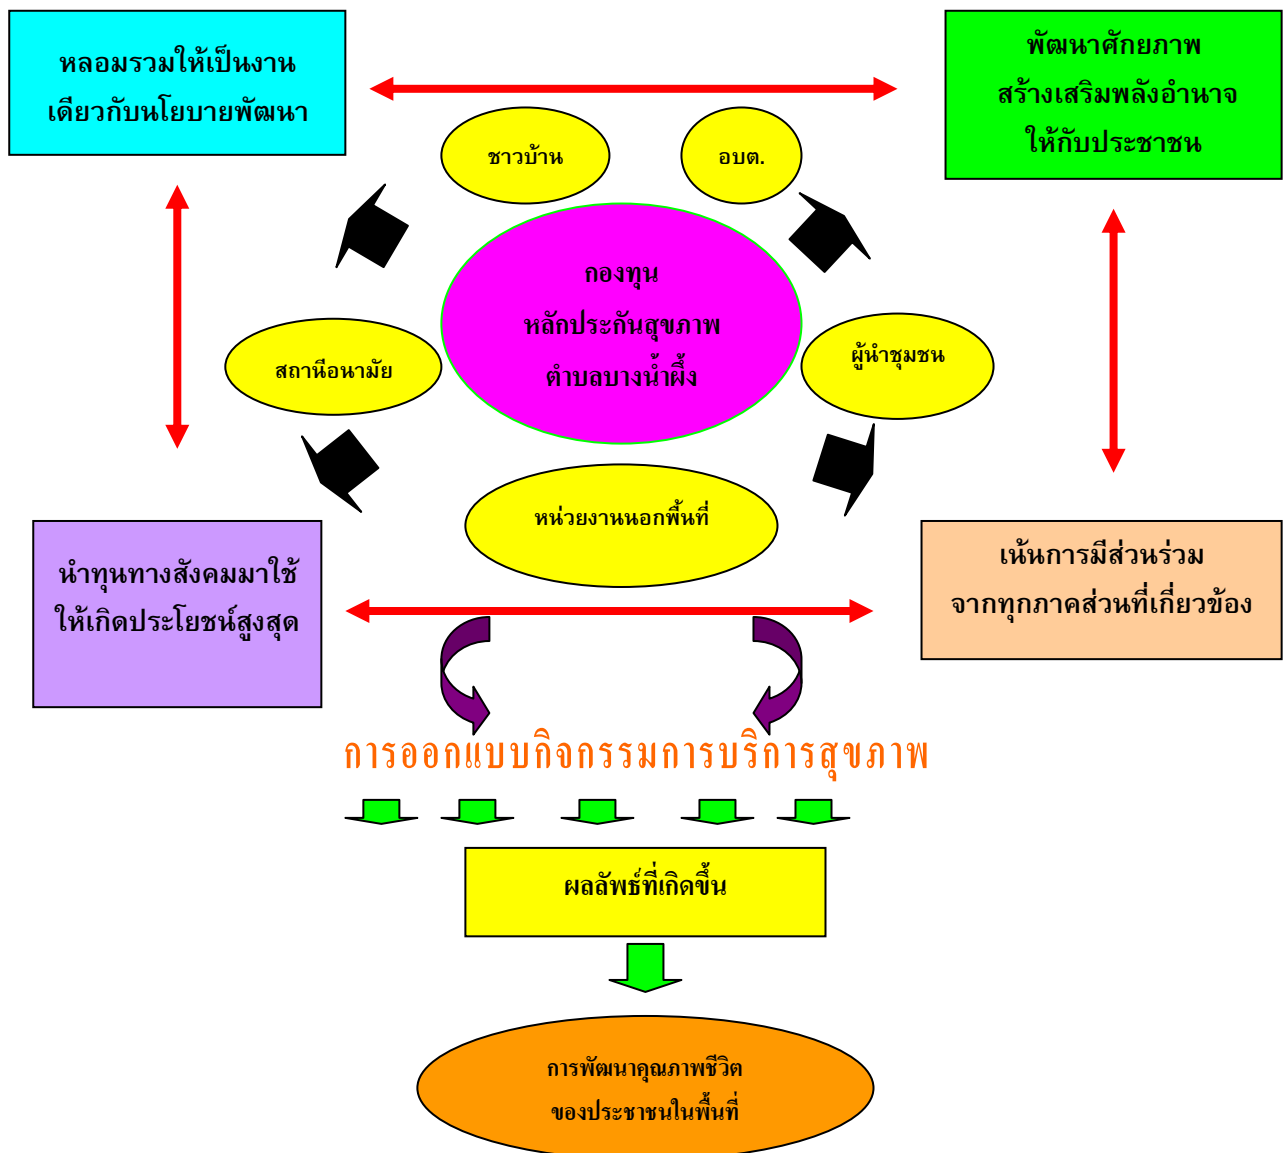 หลอมรวมให้เป็นงาน
เดียวกับนโยบายพัฒนา
พัฒนาศักยภาพ
สร้างเสริมพลังอำนาจ
ให้กับประชาชน
ชาวบ้าน
อบต.
กองทุน
หลักประกันสุขภาพ
ตำบลบางน้ำผึ้ง
สถานีอนามัย
ผู้นำชุมชน
หน่วยงานนอกพื้นที่
นำทุนทางสังคมมาใช้
ให้เกิดประโยชน์สูงสุด
เน้นการมีส่วนร่วม
จากทุกภาคส่วนที่เกี่ยวข้อง
การออกแบบกิจกรรมการบริการสุขภาพ
ผลลัพธ์ที่เกิดขึ้น
การพัฒนาคุณภาพชีวิต
ของประชาชนในพื้นที่